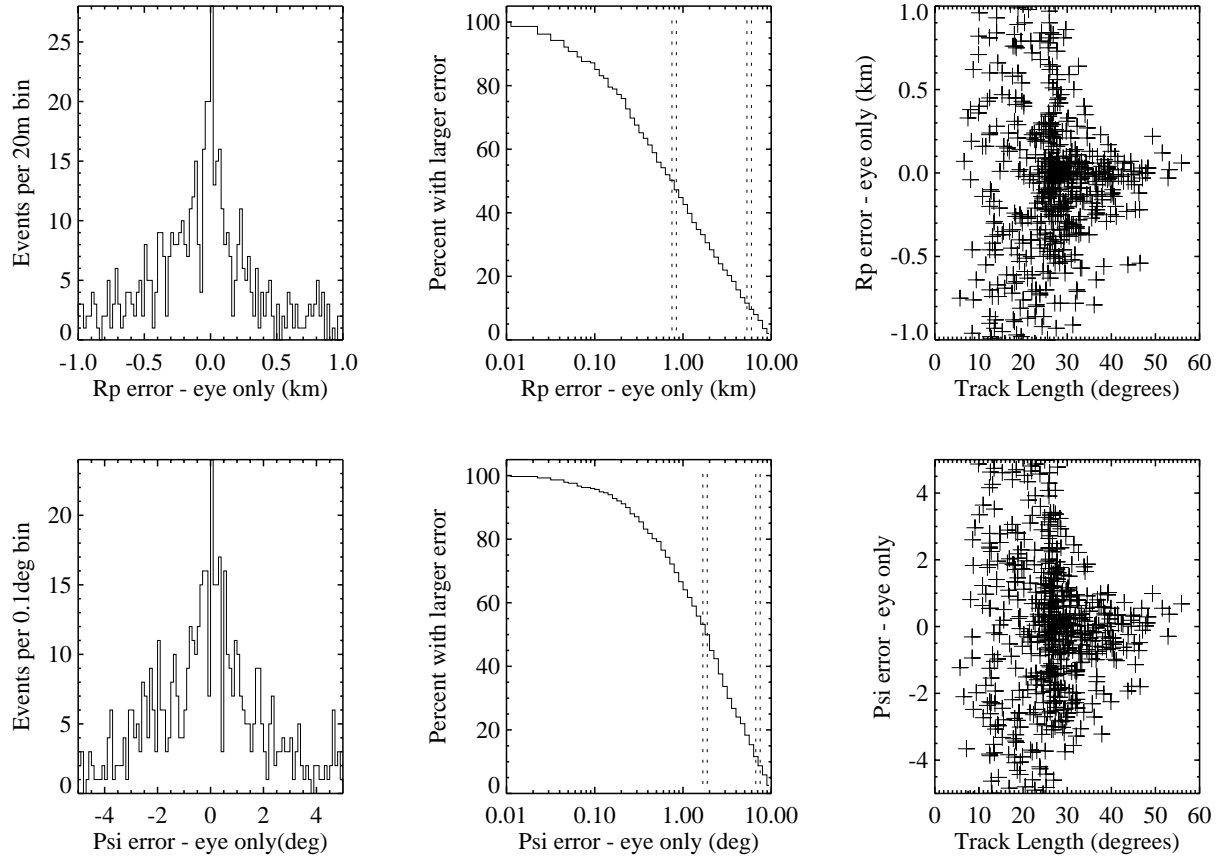 Events per 20m bin
25
20
15
10
5
0
-1.0 -0.5 0.0 0.5 1.0
Rp error - eye only (km)
Percent with larger error
100
80
60
40
20
0
0.01 0.10 1.00 10.00
Rp error - eye only (km)
Rp error - eye only (km)
1.0
0.5
0.0
-0.5
-1.0
0 10 20 30 40 50 60
Track Length (degrees)
Events per 0.1deg bin
20
15
10
5
0
-4 -2 0 2 4
Psi error - eye only(deg)
Percent with larger error
100
80
60
40
20
0
0.01 0.10 1.00 10.00
Psi error - eye only (deg)
Psi error - eye only
4
2
0
-2
-4
0 10 20 30 40 50 60
Track Length (degrees)